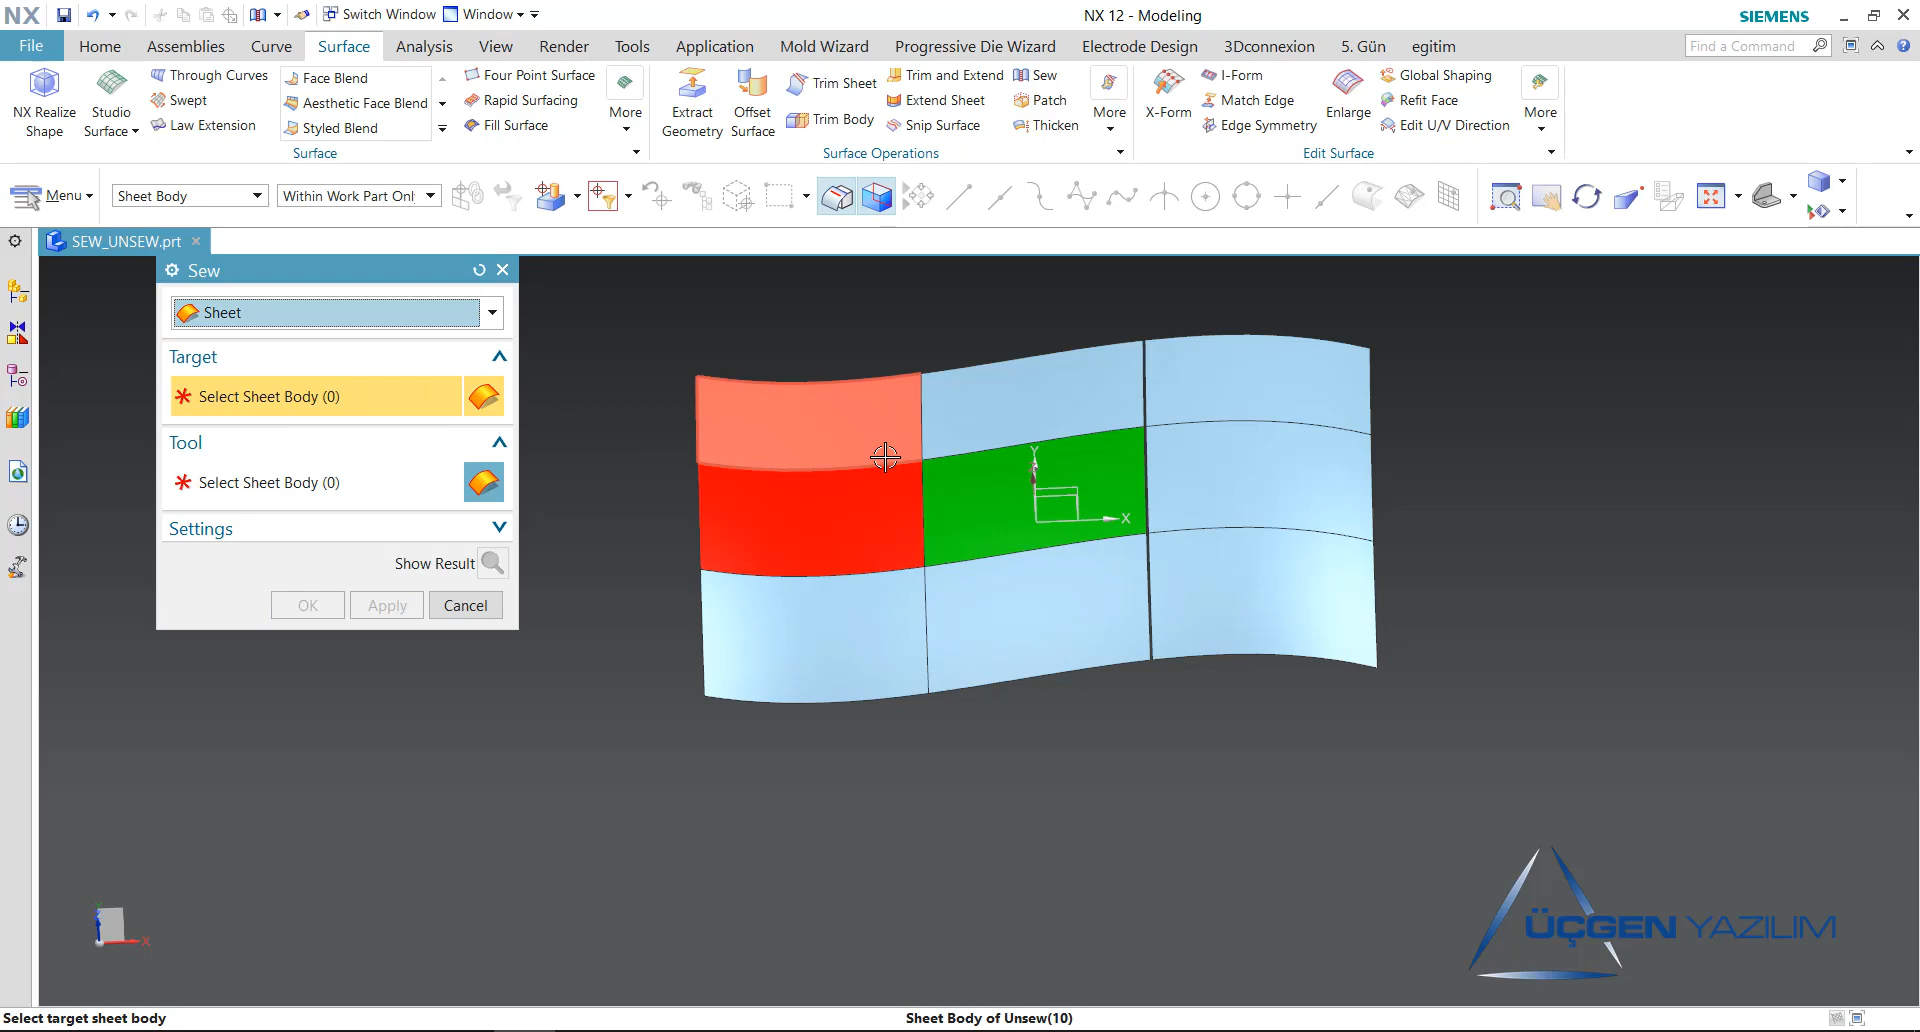 NX Switch Window Window NX 12 - Modeling SIEMENS
File Home Assemblies Curve Surface Analysis View Render Tools Application Mold Wizard Progressive Die Wizard Electrode Design 3Dconnexion 5. Gün egitim Find a Command
NX Realize Shape
Studio Surface
Through Curves
Swept
Law Extension
Face Blend
Aesthetic Face Blend
Styled Blend
Four Point Surface
Rapid Surfacing
Fill Surface
More
Surface
Extract Geometry
Offset Surface
Trim Sheet
Trim Body
Trim and Extend
Extend Sheet
Snip Surface
Sew
Patch
Thicken
More
Surface Operations
X-Form
I-Form
Match Edge
Edge Symmetry
Enlarge
Global Shaping
Refit Face
Edit U/V Direction
More
Edit Surface
Menu Sheet Body Within Work Part Onl
SEW_UNSEW.prt
Sew
Sheet
Target
* Select Sheet Body (0)
Tool
* Select Sheet Body (0)
Settings
Show Result
OK Apply Cancel
Y
X
X
ÜÇGEN YAZILIM
Select target sheet body Sheet Body of Unsew(10)